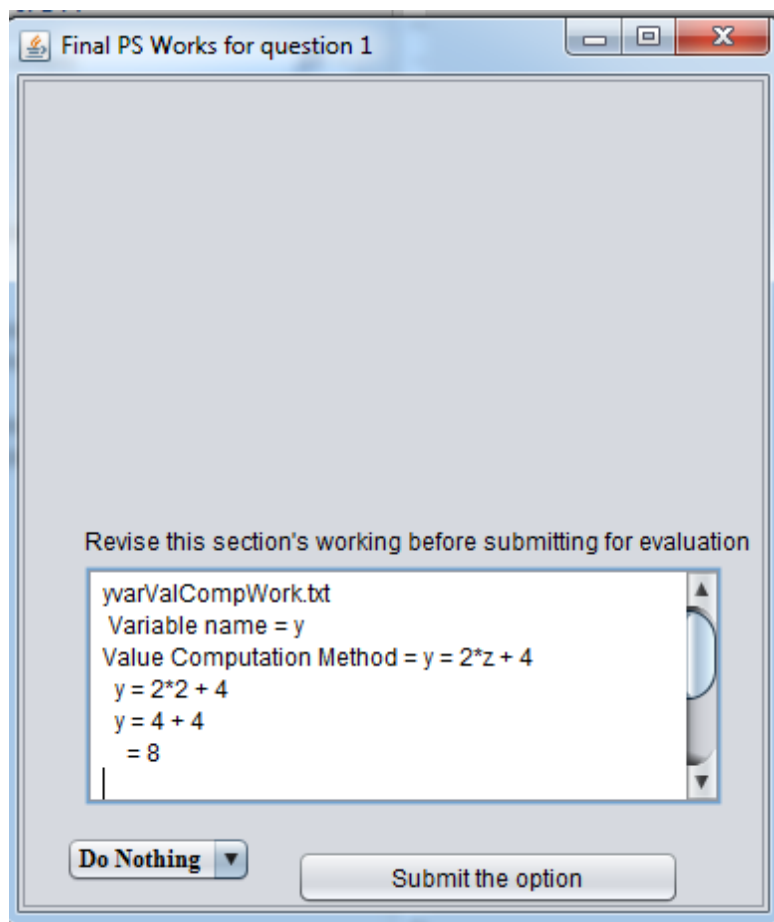 Final PS Works for question 1
Revise this section's working before submitting for evaluation
yvarValCompWork.txt
Variable name = y
Value Computation Method = y = 2*z + 4
y = 2*2 + 4
y = 4 + 4
= 8
Do Nothing
Submit the option